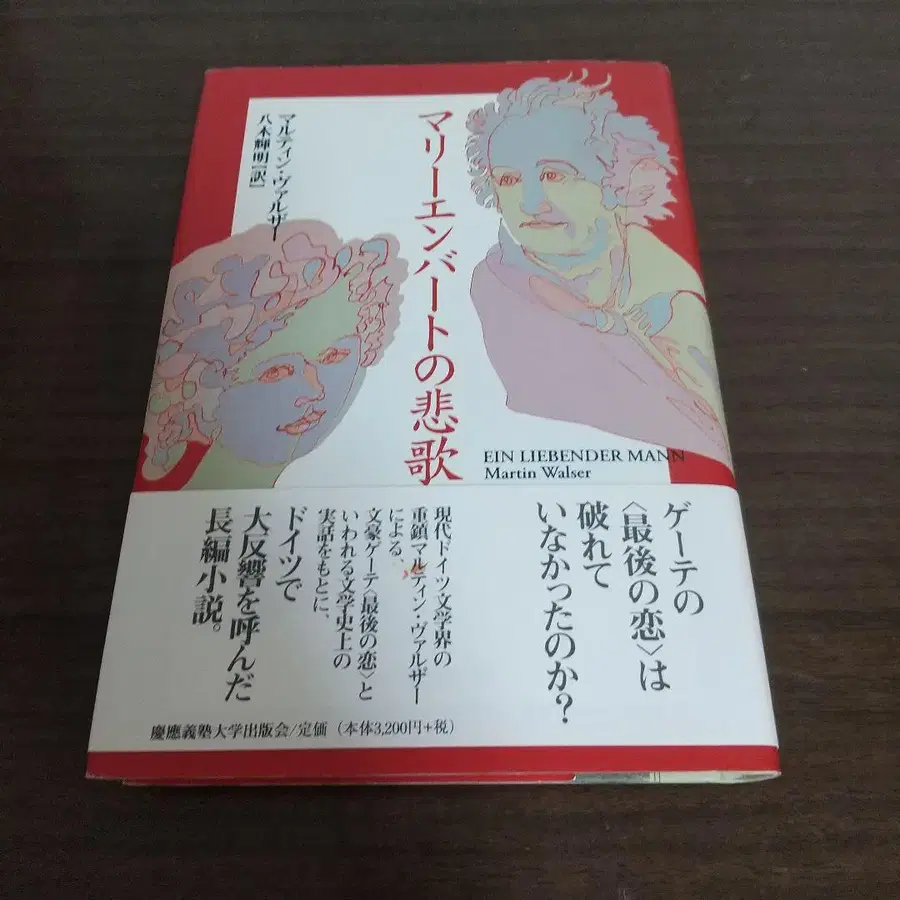 マリーエンバートの悲歌
マルティン・ヴァルザー
八木輝明［訳］
EIN LIEBENDER MANN
Martin Walser
ゲーテの
〈最後の恋〉は
破れて
いなかったのか？
現代ドイツ文学界の
重鎮マルティン・ヴァルザー
による、
文豪ゲーテ〈最後の恋〉と
いわれる文学史上の
実話をもとに、
ドイツで
大反響を呼んだ
長編小説。
慶應義塾大学出版会/定価（本体3,200円+税）